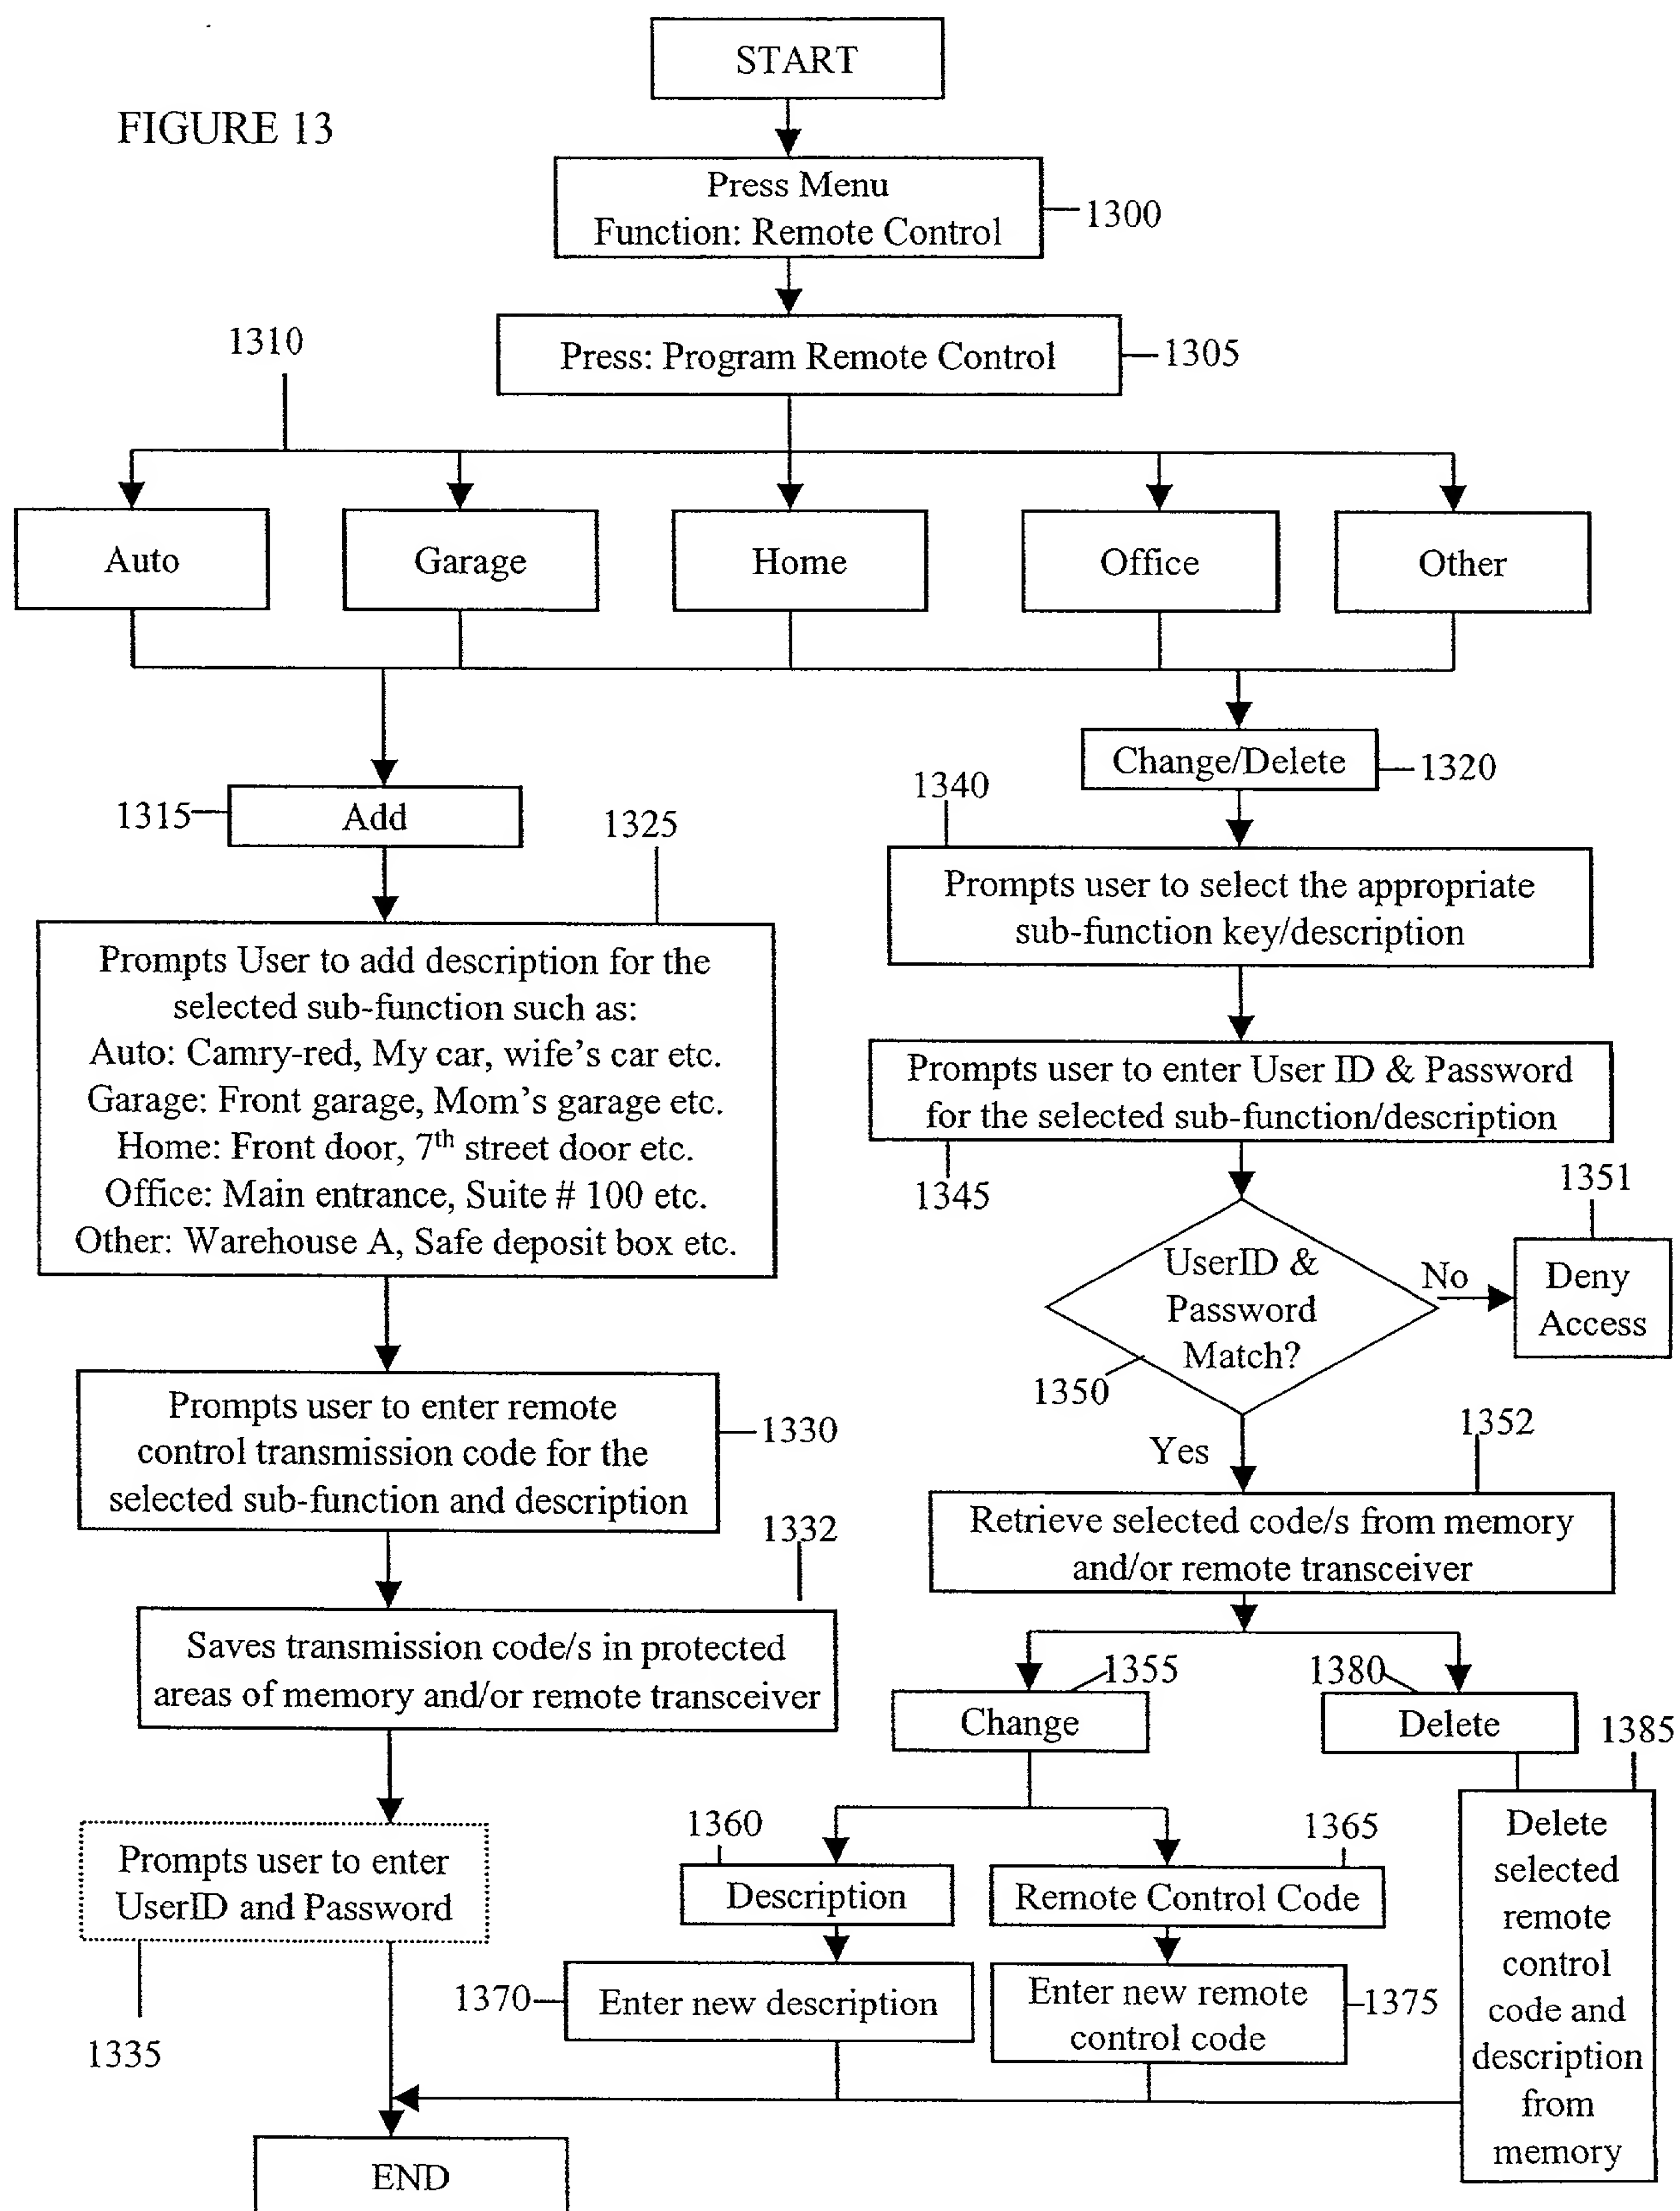 START
FIGURE 13
Press Menu
Function: Remote Control
1300
1310
Press: Program Remote Control
1305
Auto
Garage
Home
Office
Other
Change/Delete
1320
1340
1315
Add
1325
Prompts user to select the appropriate
sub-function key/description
Prompts User to add description for the
selected sub-function such as:
Auto: Camry-red, My car, wife's car etc.
Garage: Front garage, Mom's garage etc.
Home: Front door, 7th street door etc.
Office: Main entrance, Suite # 100 etc.
Other: Warehouse A, Safe deposit box etc.
Prompts user to enter User ID & Password
for the selected sub-function/description
1345
1351
UserID &
Password
Match?
No
Deny
Access
1350
Yes
1352
Prompts user to enter remote
control transmission code for the
selected sub-function and description
1330
1332
Retrieve selected code/s from memory
and/or remote transceiver
Saves transmission code/s in protected
areas of memory and/or remote transceiver
1355
1380
Change
Delete
1385
Prompts user to enter
UserID and Password
1335
1360
1365
Description
Remote Control Code
1370
Enter new description
Enter new remote
control code
1375
Delete
selected
remote
control
code and
description
from
memory
END